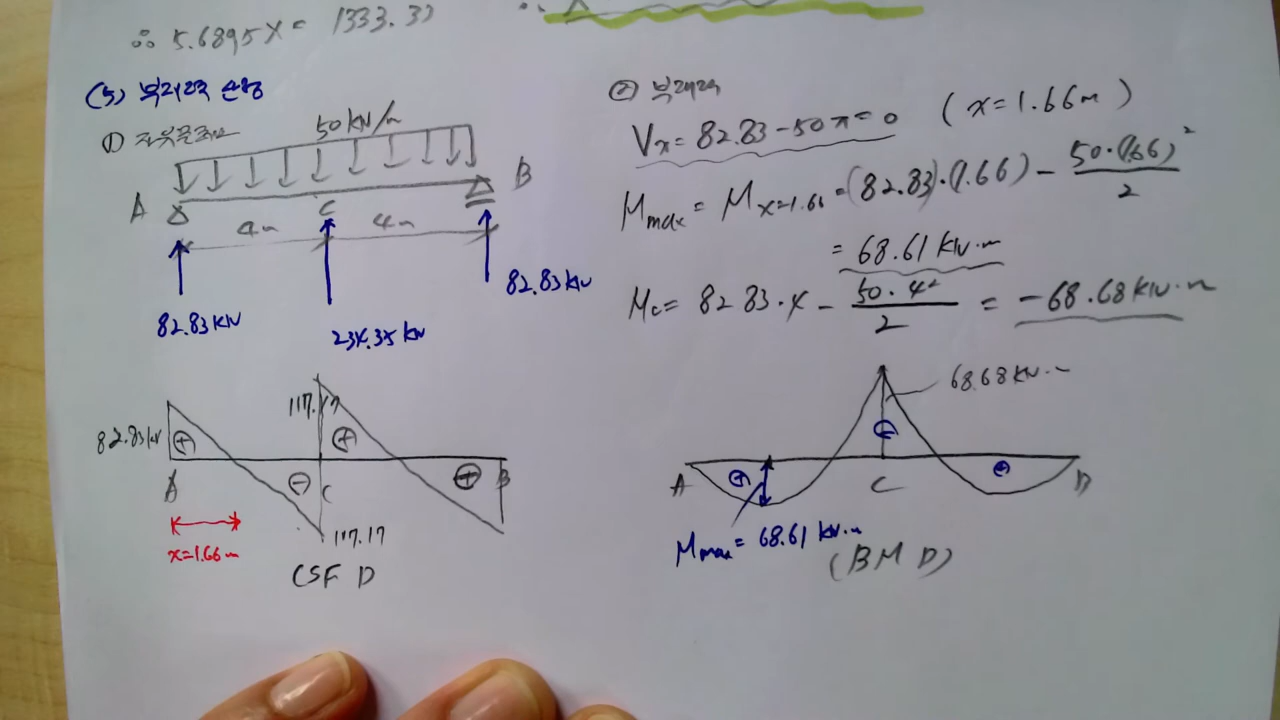 ∴ 5.6895X = 1333.33
∴
(5) 부재력 산정
① 자유물체도
50 kN/m
A B
C
4m 4m
82.83 kN
234.35 kN
82.83 kN
② 부재력
Vx = 82.83 - 50x = 0 (x = 1.66m)
Mmax = Mx=1.66 = (82.83)·(1.66) - 50·(1.66)²/2
= 68.61 kN·m
Mc = 82.83·4 - 50·4²/2 = -68.68 kN·m
117.17
82.83kN
(+) (+)
(-) (+)
A C B
x=1.66m
117.17
(SFD
68.68 kN·m
(-)
(+) (+)
A C B
Mmax = 68.61 kN·m
(BMD)